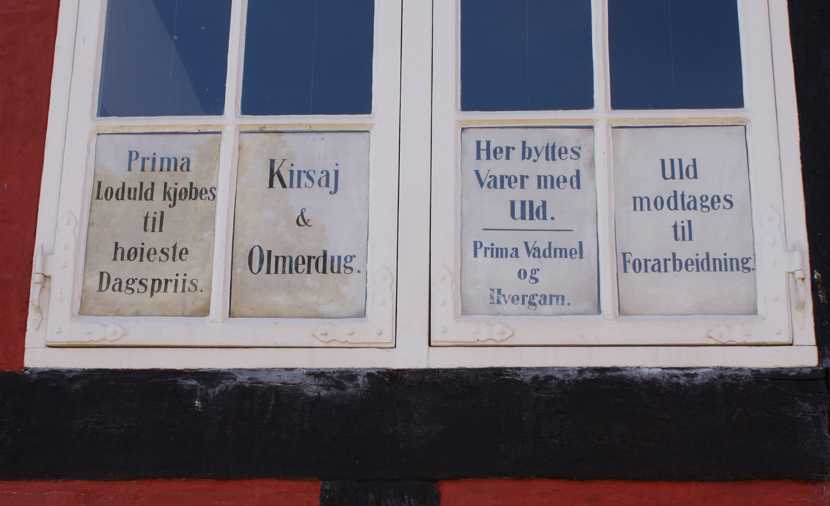 Prima
Loduld kjøbes
til
høieste
Dagspriis.
Kirsaj
&
Olmerdug.
Her byttes
Varer med
Uld.
Prima Vadmel
og
Hvergarn.
Uld
modtages
til
Forarbeidning.